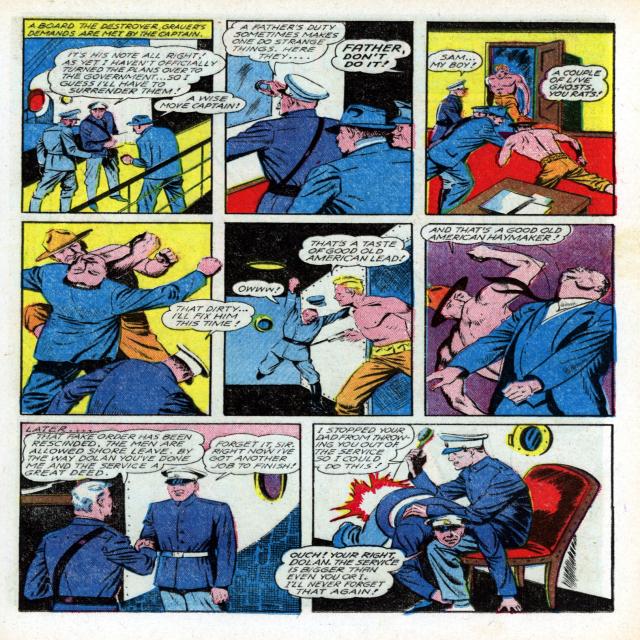 A BOARD THE DESTROYER, GRAUER'S
DEMANDS ARE MET BY THE CAPTAIN.
IT'S HIS NOTE ALL RIGHT!
AS YET I HAVEN'T OFFICIALLY
TURNED THE PLANS OVER TO
THE GOVERNMENT...SO I
GUESS I'LL HAVE TO
SURRENDER THEM!
A WISE
MOVE CAPTAIN!
A FATHER'S DUTY
SOMETIMES MAKES
ONE DO STRANGE
THINGS. HERE
THEY....
FATHER,
DON'T
DO IT!
SAM...
MY BOY!
A COUPLE
OF LIVE
GHOSTS,
YOU RATS!
THAT DIRTY...
I'LL FIX HIM
THIS TIME!
THAT'S A TASTE
OF GOOD OLD
AMERICAN LEAD!
OWWW!
AND THAT'S A GOOD OLD
AMERICAN HAYMAKER!
LATER.....
THAT FAKE ORDER HAS BEEN
RESCINDED. THE MEN ARE
ALLOWED SHORE LEAVE. BY
THE WAY DOLAN YOUVE DONE
ME AND THE SERVICE A
GREAT DEED.
FORGET IT, SIR.
RIGHT NOW I'VE
GOT ANOTHER
JOB TO FINISH!
I STOPPED YOUR
DAD FROM THROW-
ING YOU OUT OF
THE SERVICE
SO I COULD
DO THIS!
OUCH! YOUR RIGHT,
DOLAN. THE SERVICE
IS BIGGER THAN
EVEN YOU OR I.
I'LL NEVER FORGET
THAT AGAIN!